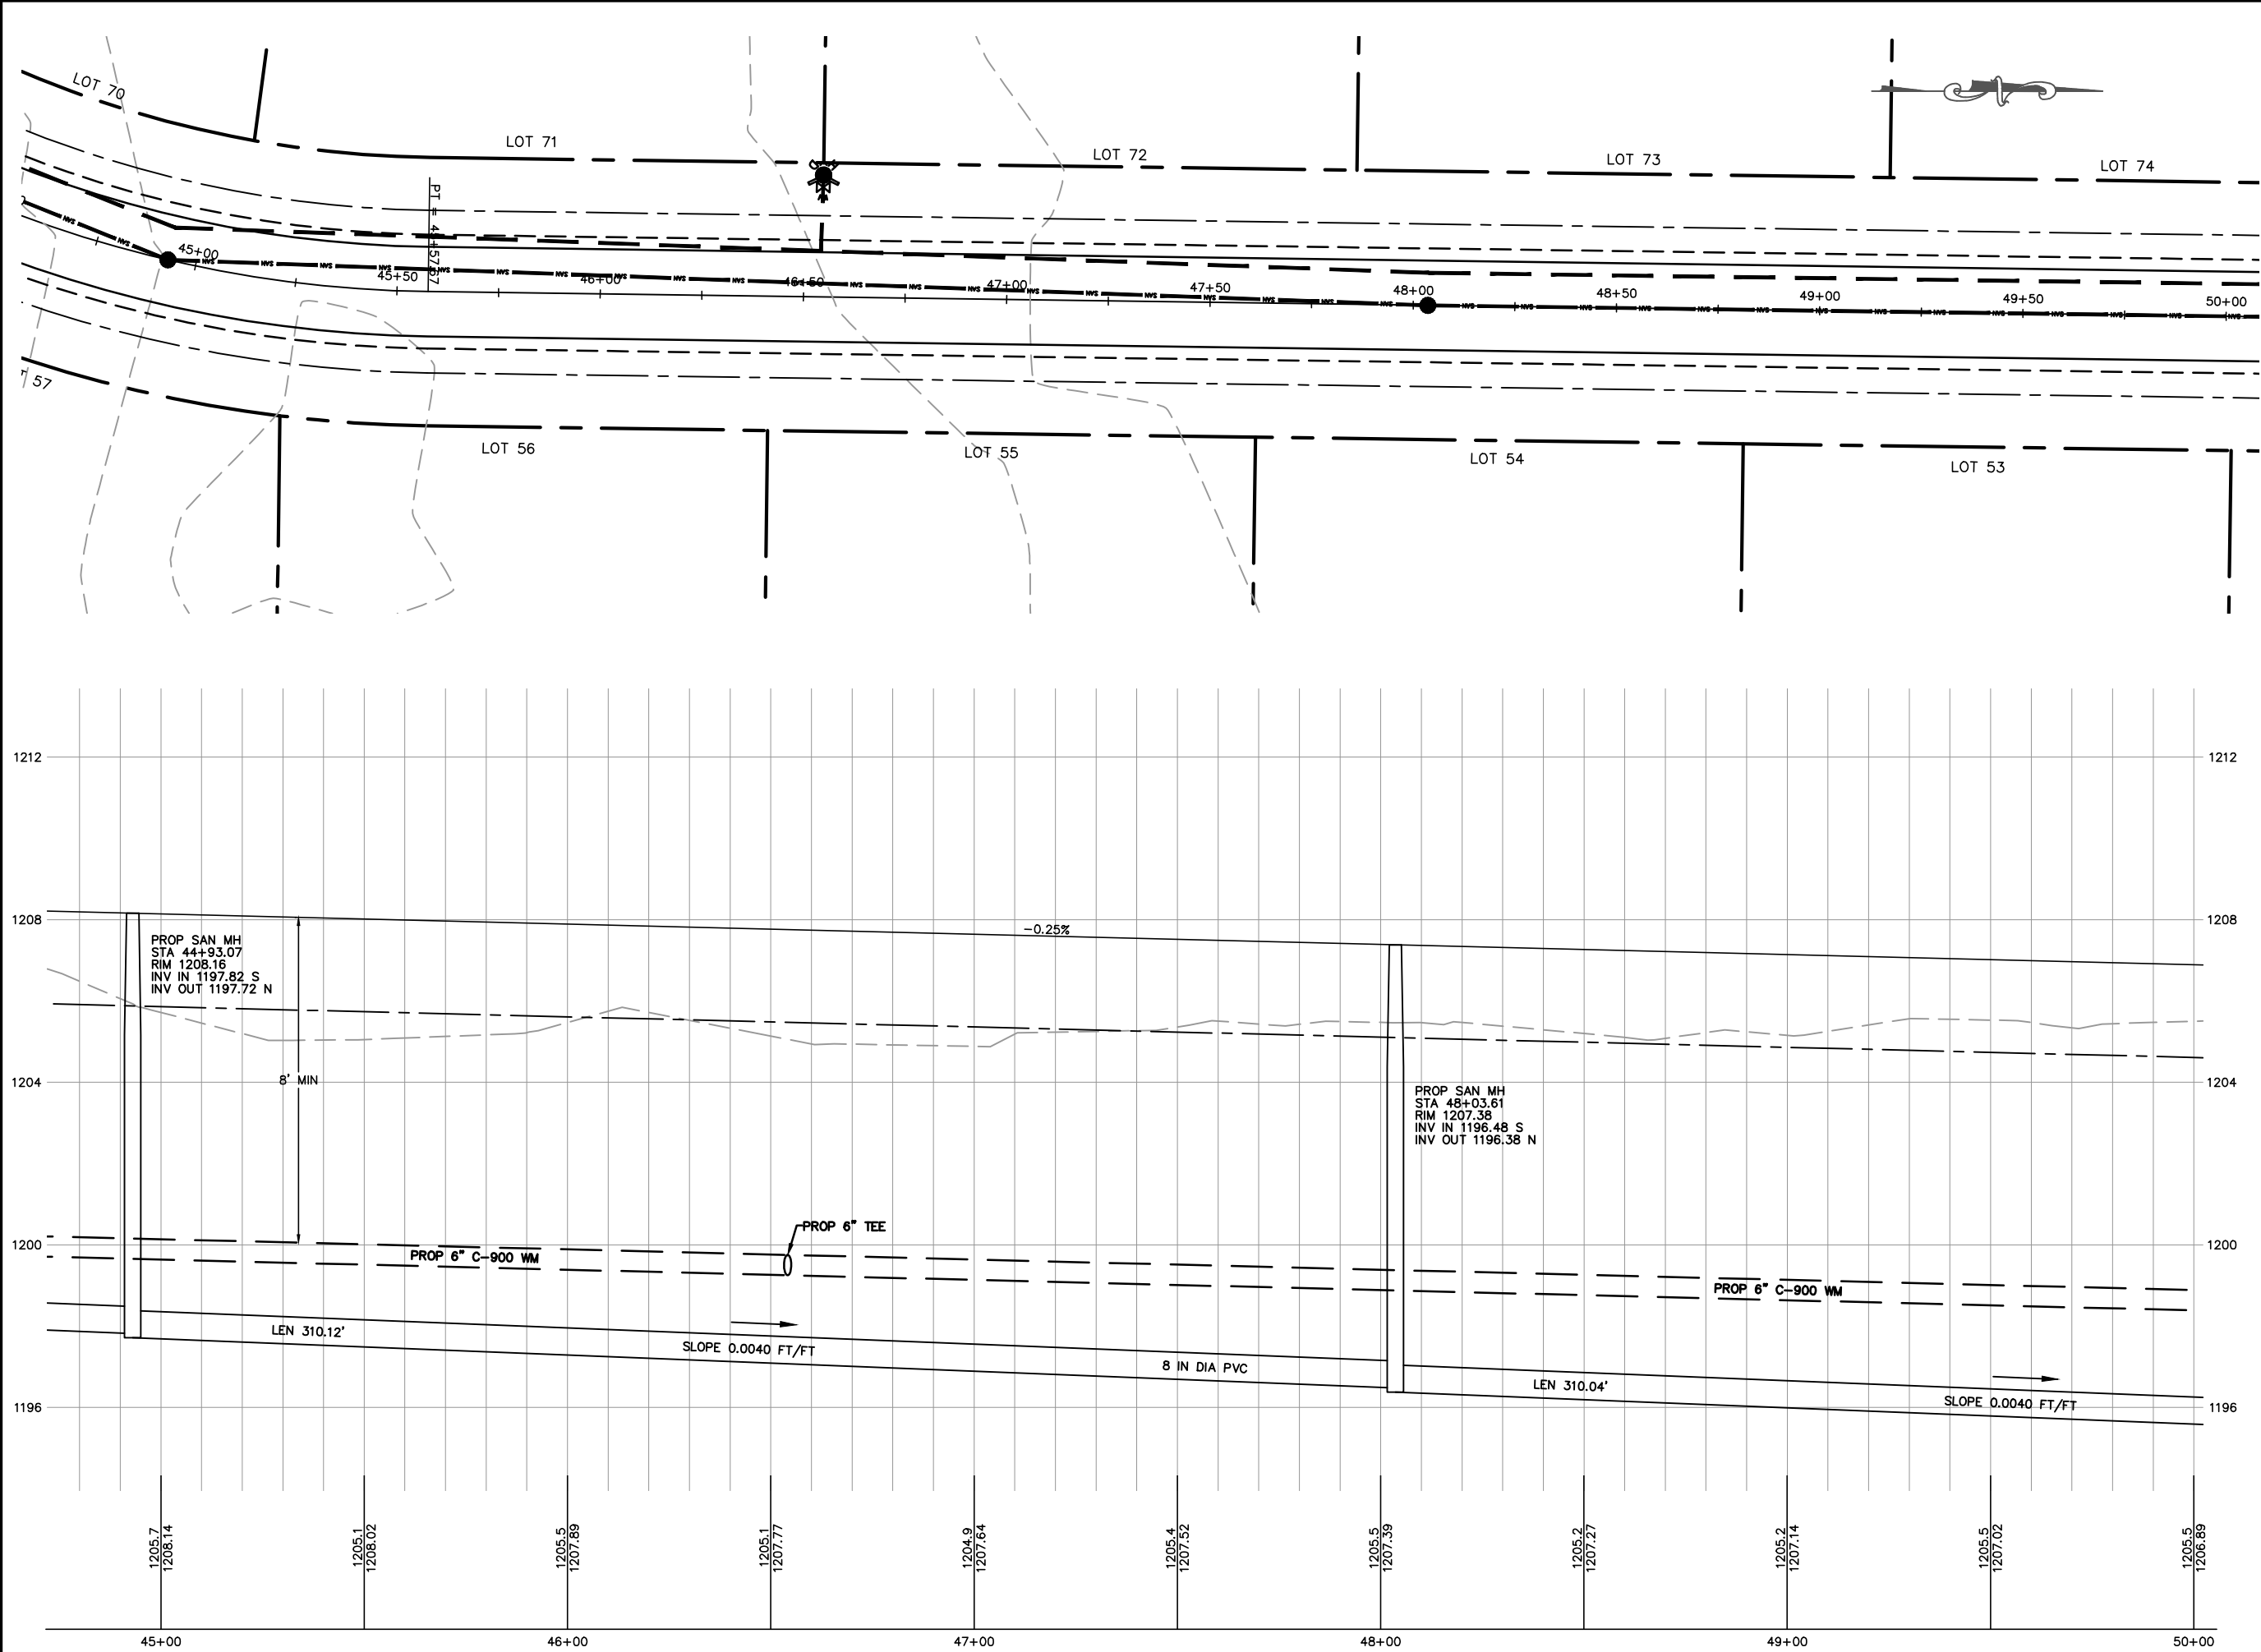 LOT 70
LOT 71
LOT 72
LOT 73
LOT 74
PT = 45+57.67
45+00
45+50
46+00
46+50
47+00
47+50
48+00
48+50
49+00
49+50
50+00
57
LOT 56
LOT 55
LOT 54
LOT 53
1212
1212
1208
1208
-0.25%
PROP SAN MH
STA 44+93.07
RIM 1208.16
INV IN 1197.82 S
INV OUT 1197.72 N
8' MIN
1204
1204
PROP SAN MH
STA 48+03.61
RIM 1207.38
INV IN 1196.48 S
INV OUT 1196.38 N
PROP 6" TEE
1200
1200
PROP 6" C-900 WM
PROP 6" C-900 WM
LEN 310.12'
SLOPE 0.0040 FT/FT
8 IN DIA PVC
LEN 310.04'
SLOPE 0.0040 FT/FT
1196
1196
1205.7
1208.14
1205.1
1208.02
1205.5
1207.89
1205.1
1207.77
1204.9
1207.64
1205.4
1207.52
1205.5
1207.39
1205.2
1207.27
1205.2
1207.14
1205.5
1207.02
1205.5
1206.89
45+00
46+00
47+00
48+00
49+00
50+00